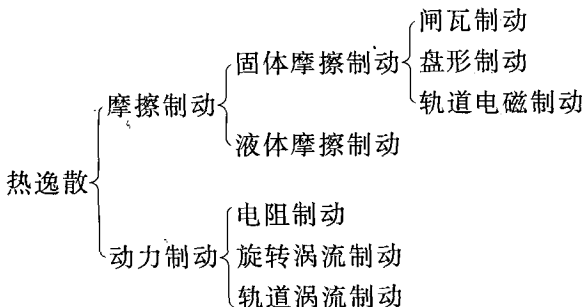 闸瓦制动
固体摩擦制动
盘形制动
摩擦制动
轨道电磁制动
液体摩擦制动
热逸散
电阻制动
动力制动
旋转涡流制动
轨道涡流制动